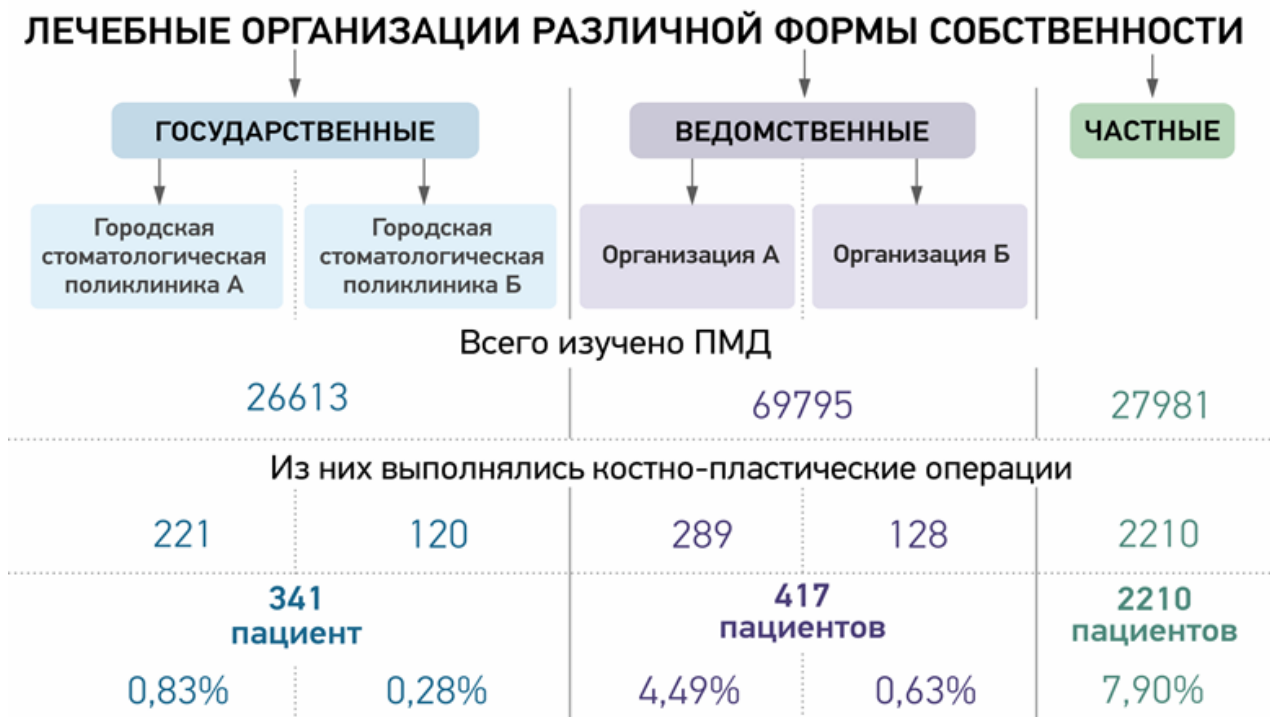 ЛЕЧЕБНЫЕ ОРГАНИЗАЦИИ РАЗЛИЧНОЙ ФОРМЫ СОБСТВЕННОСТИ
ГОСУДАРСТВЕННЫЕ
ВЕДОМСТВЕННЫЕ
ЧАСТНЫЕ
Городская
стоматологическая
поликлиника А
Городская
стоматологическая
поликлиника Б
Организация А
Организация Б
Всего изучено ПМД
26613
69795
27981
Из них выполнялись костно-пластические операции
221
120
289
128
2210
341
пациент
417
пациентов
2210
пациентов
0,83%
0,28%
4,49%
0,63%
7,90%